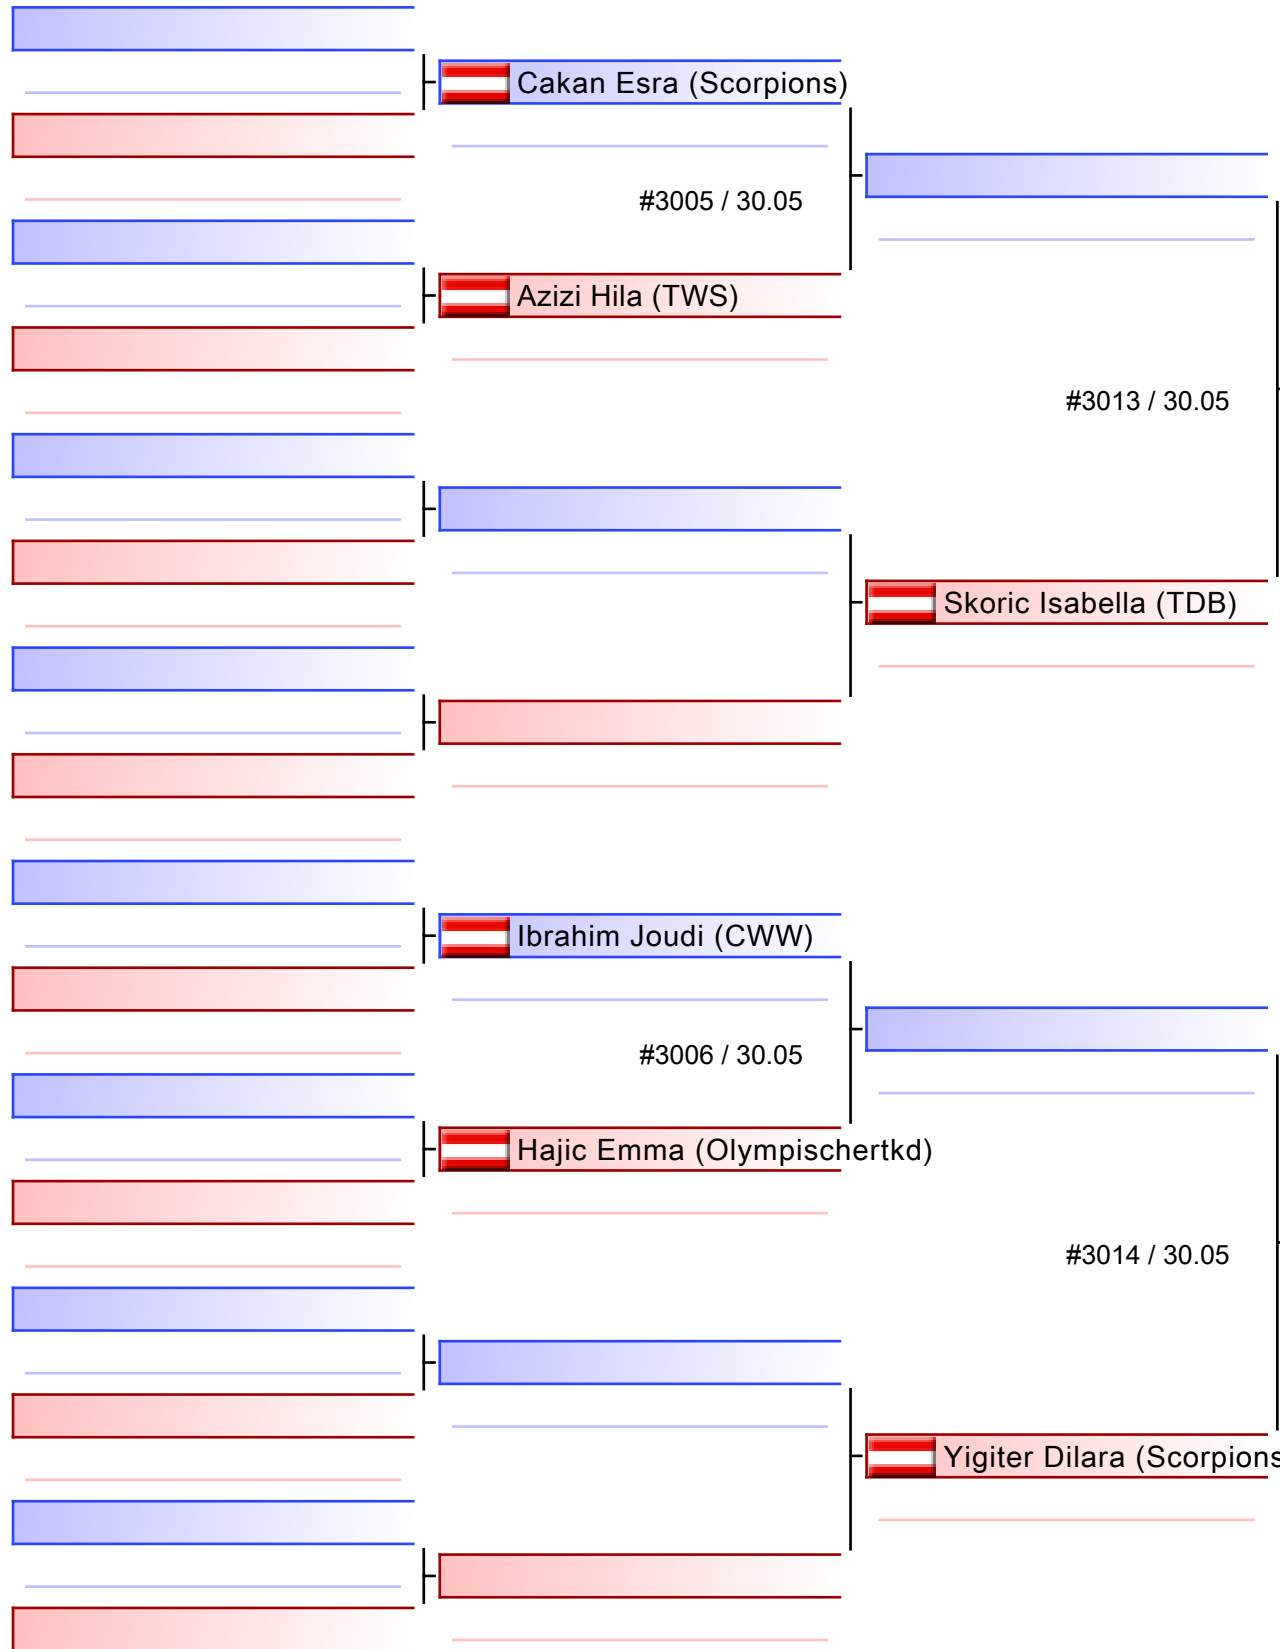 Cakan Esra (Scorpions)
#3005 / 30.05
Azizi Hila (TWS)
#3013 / 30.05
Skoric Isabella (TDB)
Ibrahim Joudi (CWW)
#3006 / 30.05
Hajic Emma (Olympischertkd)
#3014 / 30.05
Yigiter Dilara (Scorpions